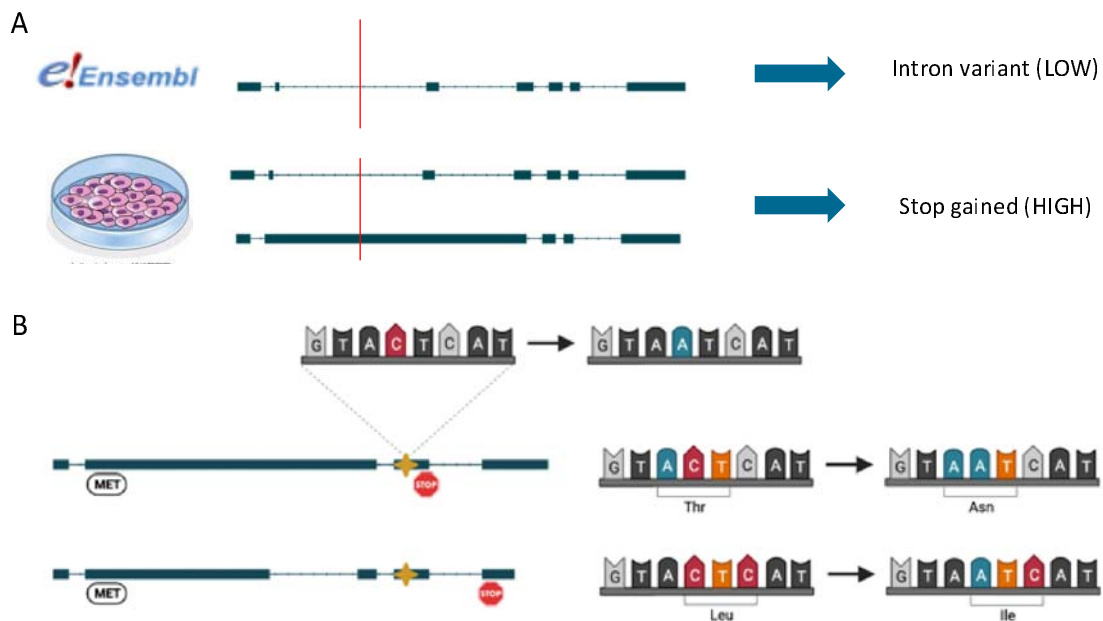 A
e!Ensembl
Intron variant (LOW)
Stop gained (HIGH)
B
G T A C T C A T
G T A A T C A T
MET
STOP
G T A C T C A T
Thr
G T A A T C A T
Asn
MET
STOP
G T A C T C A T
Leu
G T A A T C A T
Ile